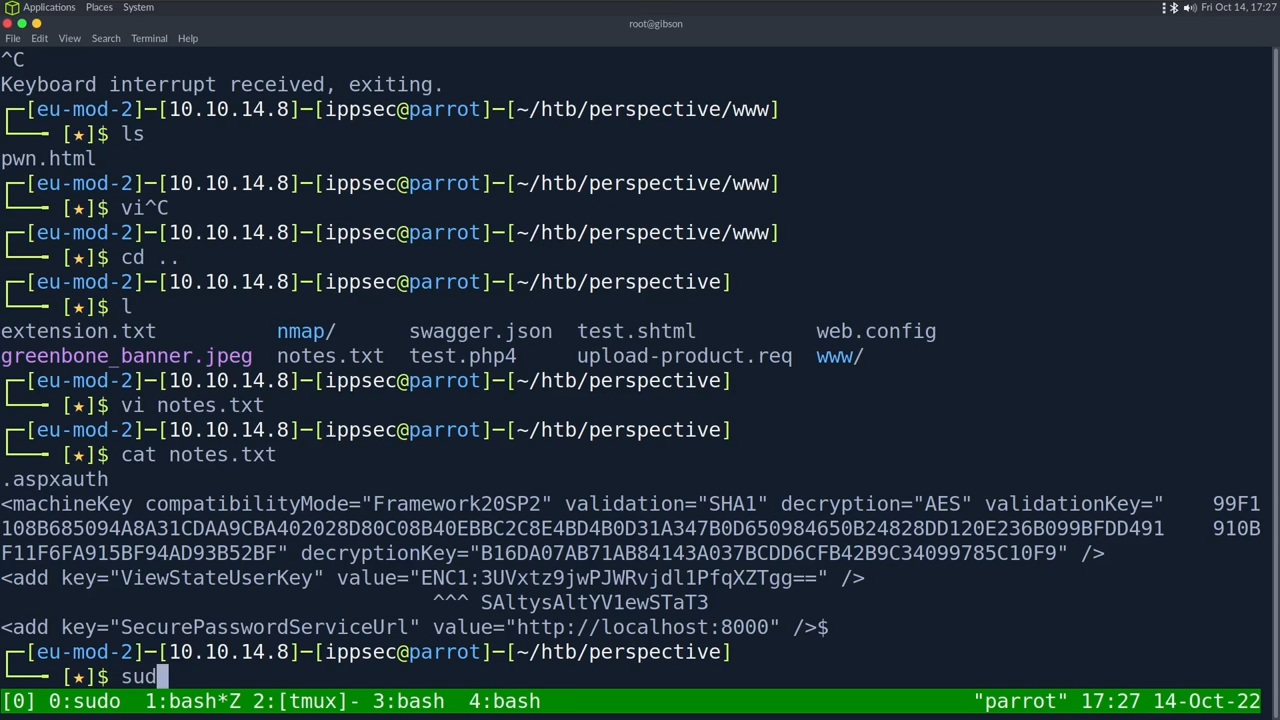 Applications Places System Fri Oct 14, 17:27
root@gibson
File Edit View Search Terminal Help
^C
Keyboard interrupt received, exiting.
┌─[eu-mod-2]─[10.10.14.8]─[ippsec@parrot]─[~/htb/perspective/www]
└── [★]$ ls
pwn.html
┌─[eu-mod-2]─[10.10.14.8]─[ippsec@parrot]─[~/htb/perspective/www]
└── [★]$ vi^C
┌─[eu-mod-2]─[10.10.14.8]─[ippsec@parrot]─[~/htb/perspective/www]
└── [★]$ cd ..
┌─[eu-mod-2]─[10.10.14.8]─[ippsec@parrot]─[~/htb/perspective]
└── [★]$ l
extension.txt nmap/ swagger.json test.shtml web.config
greenbone_banner.jpeg notes.txt test.php4 upload-product.req www/
┌─[eu-mod-2]─[10.10.14.8]─[ippsec@parrot]─[~/htb/perspective]
└── [★]$ vi notes.txt
┌─[eu-mod-2]─[10.10.14.8]─[ippsec@parrot]─[~/htb/perspective]
└── [★]$ cat notes.txt
.aspxauth
<machineKey compatibilityMode="Framework20SP2" validation="SHA1" decryption="AES" validationKey=" 99F1
108B685094A8A31CDAA9CBA402028D80C08B40EBBC2C8E4BD4B0D31A347B0D650984650B24828DD120E236B099BFDD491 910B
F11F6FA915BF94AD93B52BF" decryptionKey="B16DA07AB71AB84143A037BCDD6CFB42B9C34099785C10F9" />
<add key="ViewStateUserKey" value="ENC1:3UVxtz9jwPJWRvjdl1PfqXZTgg==" />
^^^ SAltysAltYV1ewSTaT3
<add key="SecurePasswordServiceUrl" value="http://localhost:8000" />$
┌─[eu-mod-2]─[10.10.14.8]─[ippsec@parrot]─[~/htb/perspective]
└── [★]$ sud
[0] 0:sudo 1:bash*Z 2:[tmux]- 3:bash 4:bash "parrot" 17:27 14-Oct-22